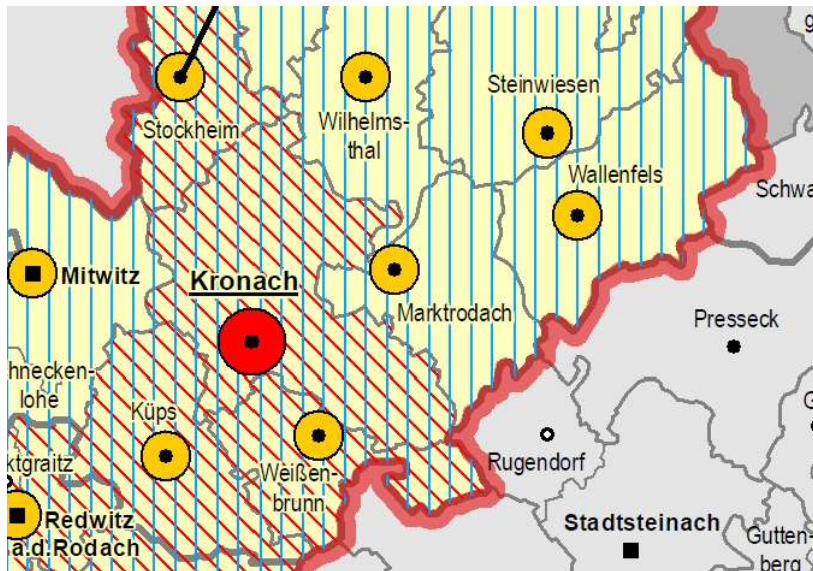 Steinwiesen
Stockheim
Wilhelms-
thal
Wallenfels
Schwa
Mitwitz
Kronach
Marktrodach
Presseck
hnecken-
lohe
Küps
ktgraitz
Weißen-
brunn
Rugendorf
Redwitz
a.d.Rodach
Stadtsteinach
Gutten-
berg